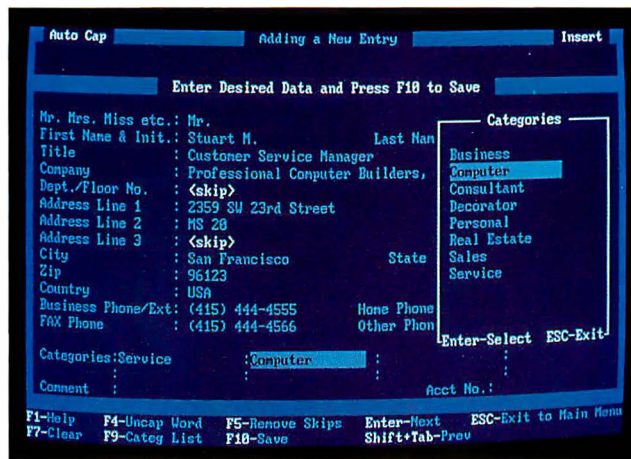 Auto Cap Adding a New Entry Insert
Enter Desired Data and Press F10 to Save
Mr. Mrs. Miss etc.: Mr.
First Name & Init.: Stuart M. Last Nam
Title : Customer Service Manager
Company : Professional Computer Builders,
Dept./Floor No. : <skip>
Address Line 1 : 2359 SW 23rd Street
Address Line 2 : MS 20
Address Line 3 : <skip>
City : San Francisco State
Zip : 96123
Country : USA
Business Phone/Ext: (415) 444-4555 Home Phone
FAX Phone : (415) 444-4566 Other Phon
Categories
Business
Computer
Consultant
Decorator
Personal
Real Estate
Sales
Service
Enter-Select ESC-Exit
Categories:Service :Computer :
: : :
Comment : Acct No.:
F1-Help F4-Uncap Word F5-Remove Skips Enter-Next ESC-Exit to Main Menu
F7-Clear F9-Categ List F10-Save Shift+Tab-Prev